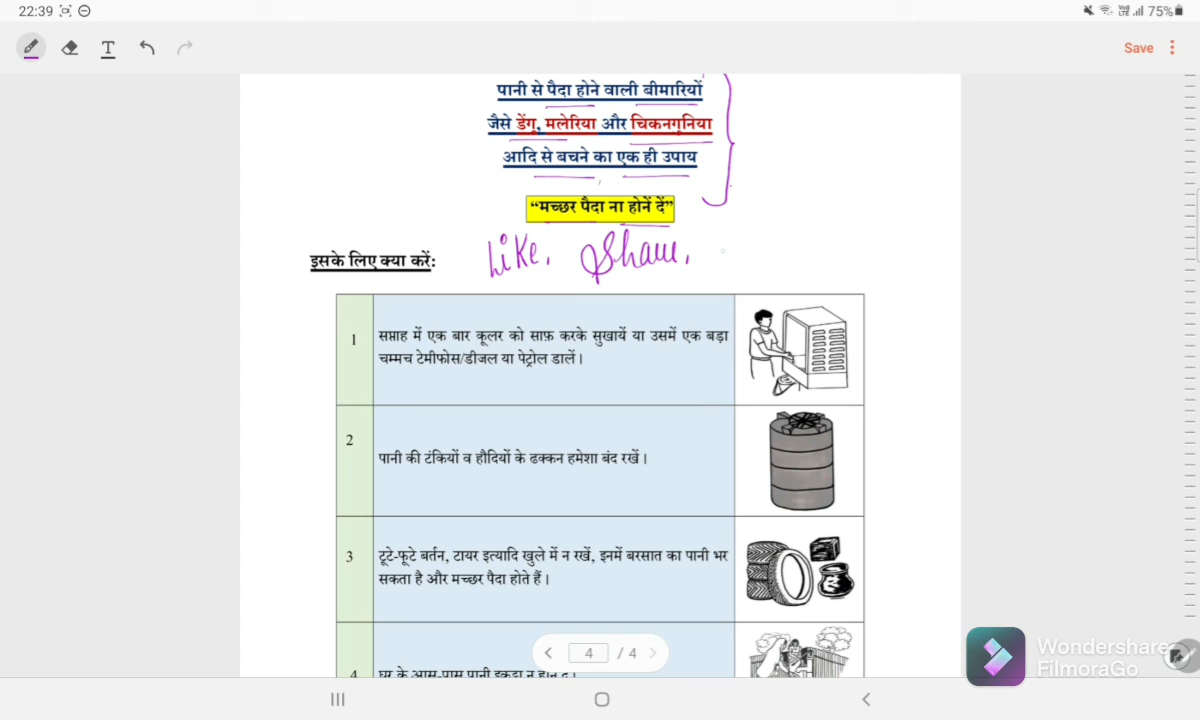 22:39
75%
Save
पानी से पैदा होने वाली बीमारियों
जैसे डेंगू, मलेरिया और चिकनगूनिया
आदि से बचने का एक ही उपाय
“मच्छर पैदा ना होनें दें”
इसके लिए क्या करें:
Like,
1
सप्ताह में एक बार कूलर को साफ़ करके सुखायें या उसमें एक बड़ा
चम्मच टेमीफोस/डीजल या पेट्रोल डालें।
2
पानी की टंकियों व हौदियों के ढक्कन हमेशा बंद रखें।
3
टूटे-फूटे बर्तन, टायर इत्यादि खुले में न रखें, इनमें बरसात का पानी भर
सकता है और मच्छर पैदा होते हैं।
4
घर के आस-पास पानी
4 / 4
Wondershare
FilmoraGo